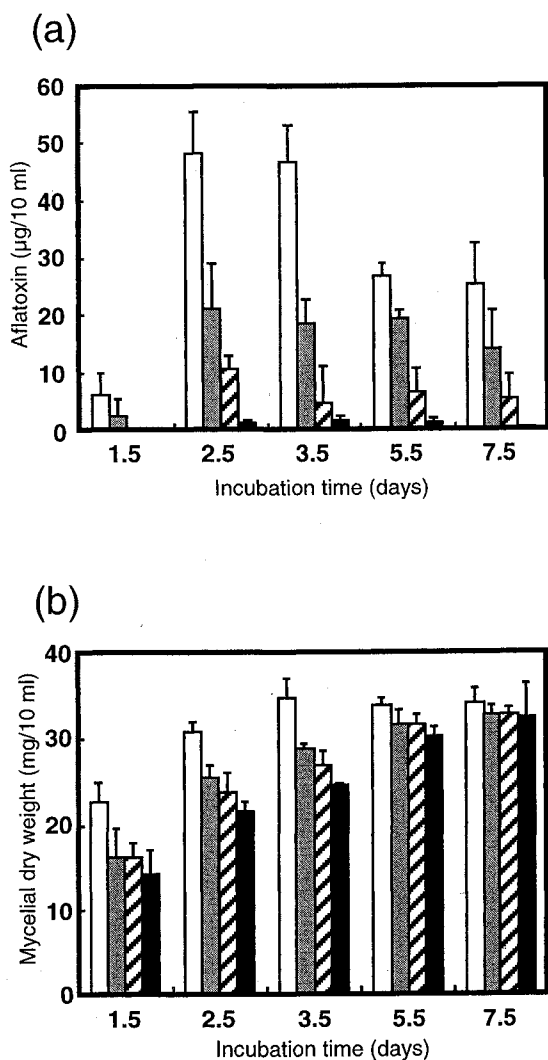 (a)
Aflatoxin (µg/10 ml)
60
50
40
30
20
10
0
1.5 2.5 3.5 5.5 7.5
Incubation time (days)
(b)
Mycelial dry weight (mg/10 ml)
40
30
20
10
0
1.5 2.5 3.5 5.5 7.5
Incubation time (days)